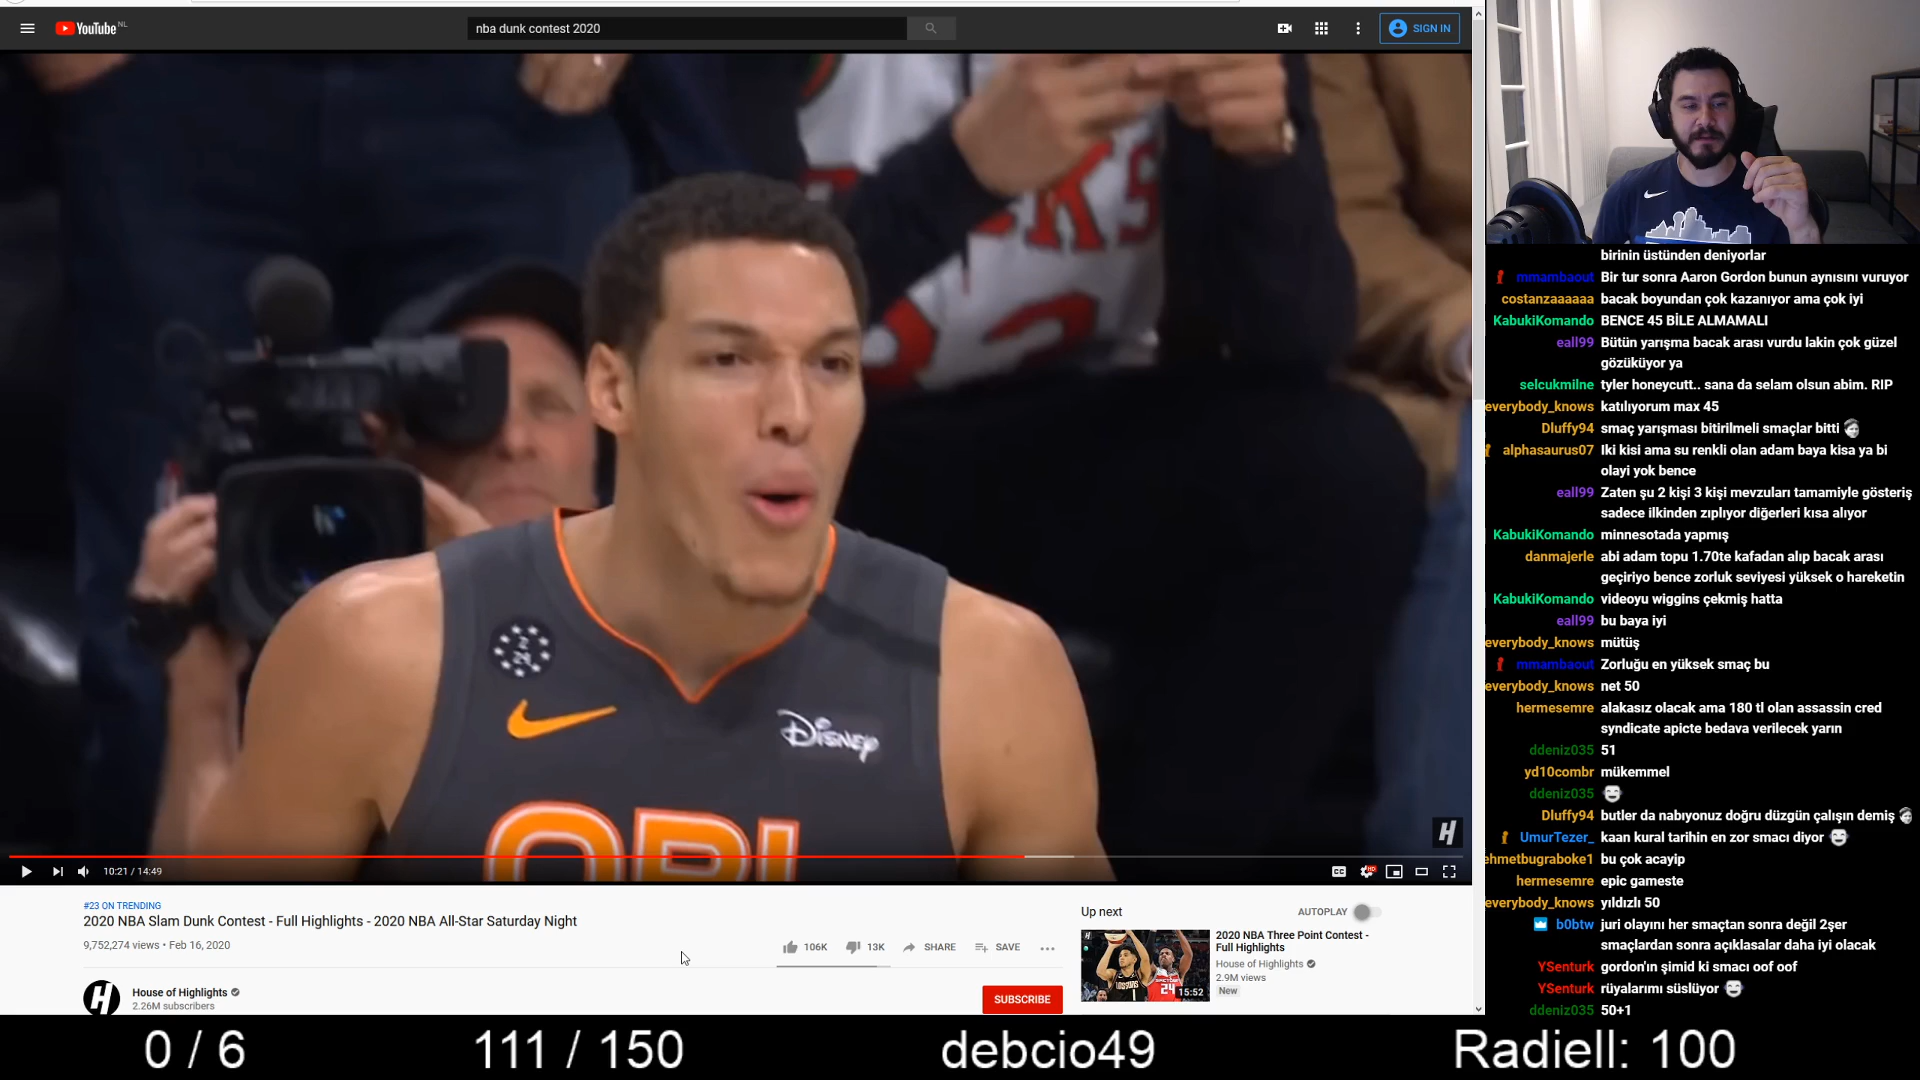 YouTube NL
nba dunk contest 2020
SIGN IN
KS
2
24
DISNEY
ORL
H
10:21 / 14:49
CC
HD
#23 ON TRENDING
2020 NBA Slam Dunk Contest - Full Highlights - 2020 NBA All-Star Saturday Night
9,752,274 views • Feb 16, 2020
106K
13K
SHARE
SAVE
H
House of Highlights
2.26M subscribers
SUBSCRIBE
Up next
AUTOPLAY
2020 NBA Three Point Contest -
Full Highlights
House of Highlights
2.9M views
New
24
15:52
birinin üstünden deniyorlar
mmambaout Bir tur sonra Aaron Gordon bunun aynısını vuruyor
costanzaaaaaa bacak boyundan çok kazanıyor ama çok iyi
KabukiKomando BENCE 45 BİLE ALMAMALI
eall99 Bütün yarışma bacak arası vurdu lakin çok güzel
gözüküyor ya
selcukmilne tyler honeycutt.. sana da selam olsun abim. RIP
everybody_knows katılıyorum max 45
Dluffy94 smaç yarışması bitirilmeli smaçlar bitti
alphasaurus07 Iki kisi ama su renkli olan adam baya kisa ya bi
olayi yok bence
eall99 Zaten şu 2 kişi 3 kişi mevzuları tamamiyle gösteriş
sadece ilkinden zıplıyor diğerleri kısa alıyor
KabukiKomando minnesotada yapmış
danmajerle abi adam topu 1.70te kafadan alıp bacak arası
geçiriyo bence zorluk seviyesi yüksek o hareketin
KabukiKomando videoyu wiggins çekmiş hatta
eall99 bu baya iyi
everybody_knows mütüş
mmambaout Zorluğu en yüksek smaç bu
everybody_knows net 50
hermesemre alakasız olacak ama 180 tl olan assassin cred
syndicate apicte bedava verilecek yarın
ddeniz035 51
yd10combr mükemmel
ddeniz035
Dluffy94 butler da nabıyonuz doğru düzgün çalışın demiş
UmurTezer_ kaan kural tarihin en zor smacı diyor
ehmetbugraboke1 bu çok acayip
hermesemre epic gameste
everybody_knows yıldızlı 50
b0btw juri olayını her smaçtan sonra değil 2şer
smaçlardan sonra açıklasalar daha iyi olacak
YSenturk gordon'ın şimid ki smacı oof oof
YSenturk rüyalarımı süslüyor
ddeniz035 50+1
0 / 6
111 / 150
debcio49
Radiell: 100